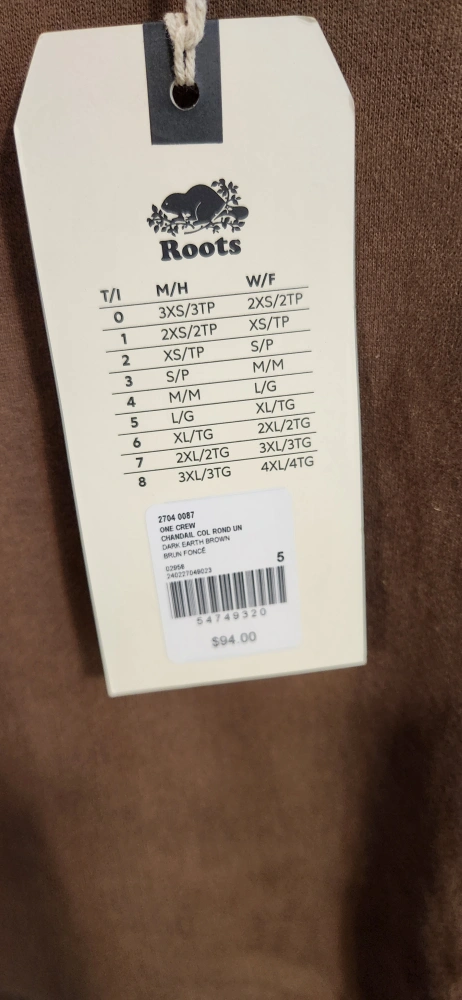 Roots
T/I M/H W/F
0 3XS/3TP 2XS/2TP
1 2XS/2TP XS/TP
2 XS/TP S/P
3 S/P M/M
4 M/M L/G
5 L/G XL/TG
6 XL/TG 2XL/2TG
7 2XL/2TG 3XL/3TG
8 3XL/3TG 4XL/4TG
2704 0087
ONE CREW
CHANDAIL COL ROND UN
DARK EARTH BROWN
BRUN FONCÉ
02956
240227049023
5
54749320
$94.00